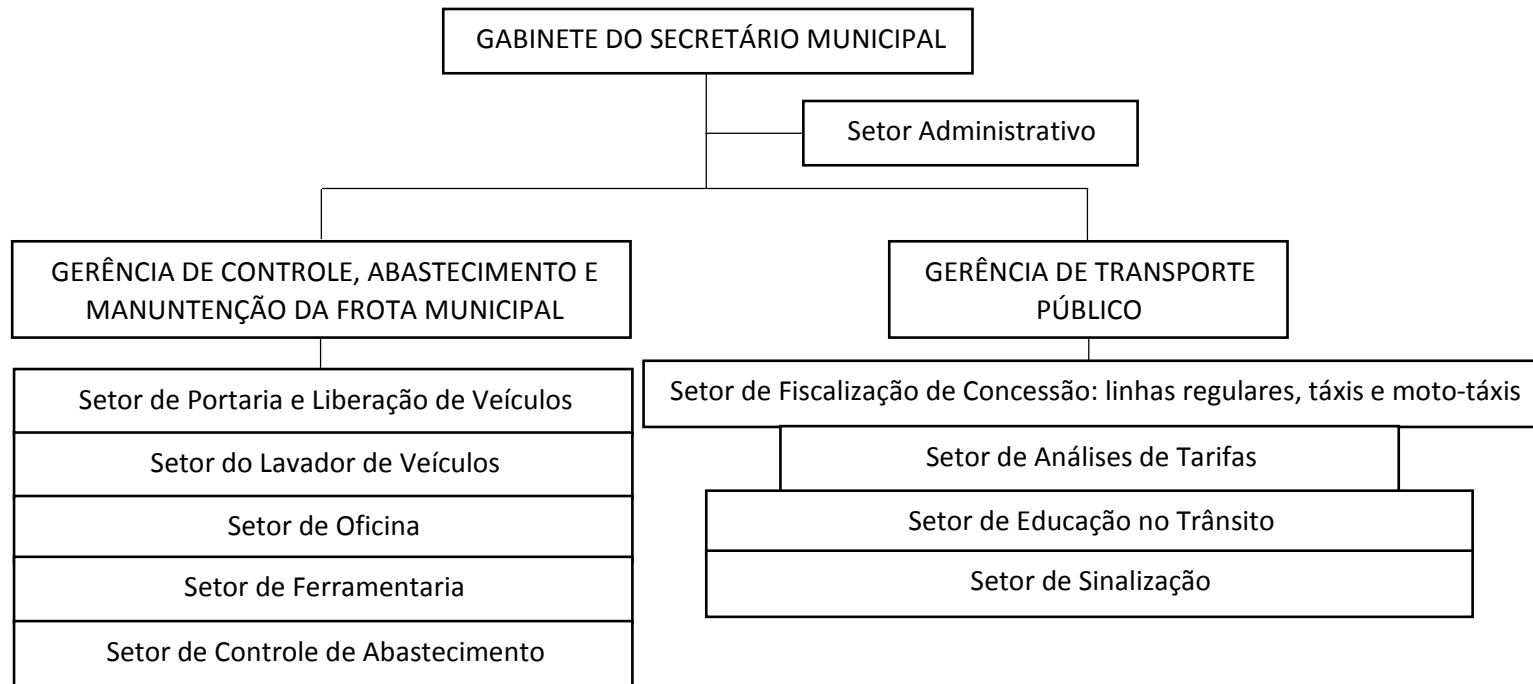 GABINETE DO SECRETÁRIO MUNICIPAL
Setor Administrativo
GERÊNCIA DE CONTROLE, ABASTECIMENTO E
MANUNTENÇÃO DA FROTA MUNICIPAL
Setor de Portaria e Liberação de Veículos
Setor do Lavador de Veículos
Setor de Oficina
Setor de Ferramentaria
Setor de Controle de Abastecimento
GERÊNCIA DE TRANSPORTE
PÚBLICO
Setor de Fiscalização de Concessão: linhas regulares, táxis e moto-táxis
Setor de Análises de Tarifas
Setor de Educação no Trânsito
Setor de Sinalização